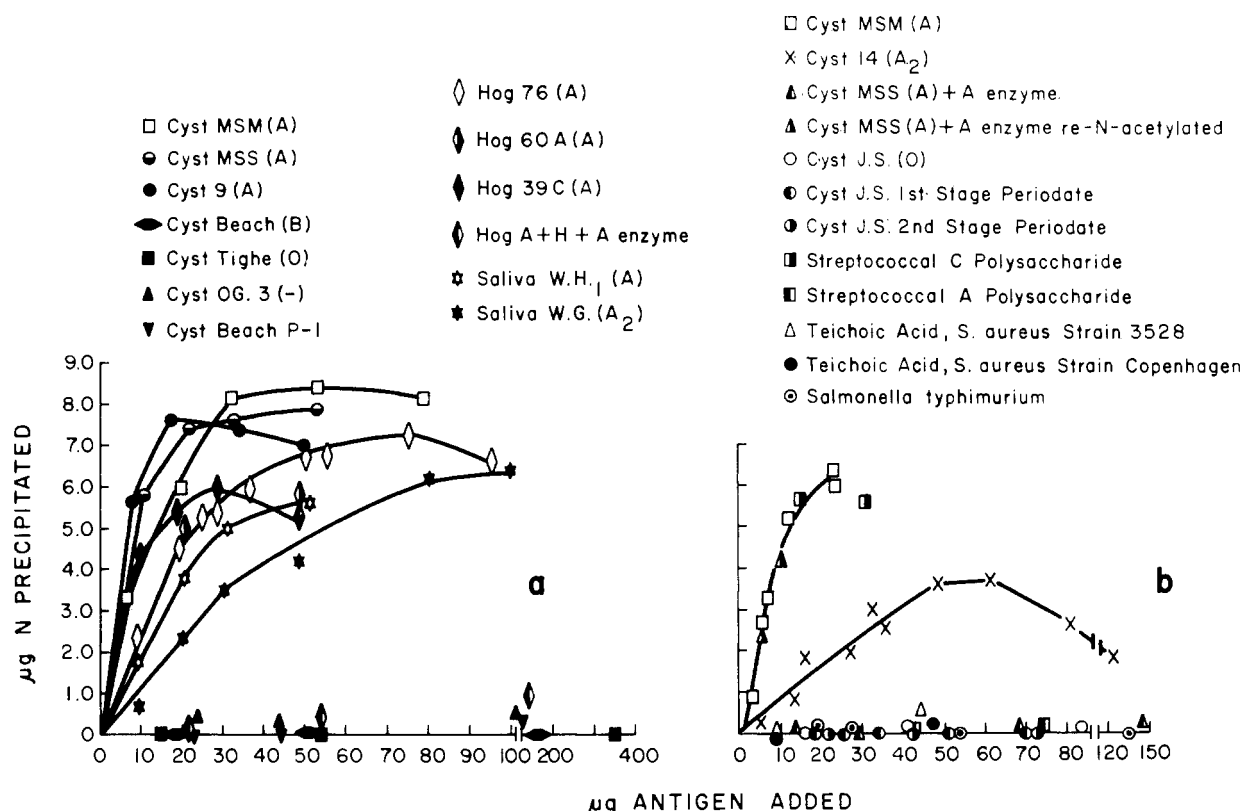 Cyst MSM (A)
Cyst MSS (A)
Cyst 9 (A)
Cyst Beach (B)
Cyst Tighe (O)
Cyst OG. 3 (-)
Cyst Beach P-1
Hog 76 (A)
Hog 60 A (A)
Hog 39 C (A)
Hog A + H + A enzyme
Saliva W.H.1 (A)
Saliva W.G. (A2)
Cyst MSM (A)
Cyst 14 (A2)
Cyst MSS (A) + A enzyme
Cyst MSS (A) + A enzyme re-N-acetylated
Cyst J.S. (O)
Cyst J.S. 1st Stage Periodate
Cyst J.S. 2nd Stage Periodate
Streptococcal C Polysaccharide
Streptococcal A Polysaccharide
Teichoic Acid, S. aureus Strain 3528
Teichoic Acid, S. aureus Strain Copenhagen
Salmonella typhimurium
µg N PRECIPITATED
9.0
8.0
7.0
6.0
5.0
4.0
3.0
2.0
1.0
0
a
0 10 20 30 40 50 60 70 80 90 100 200 400
b
0 10 20 30 40 50 60 70 80 90 120 150
µg ANTIGEN ADDED